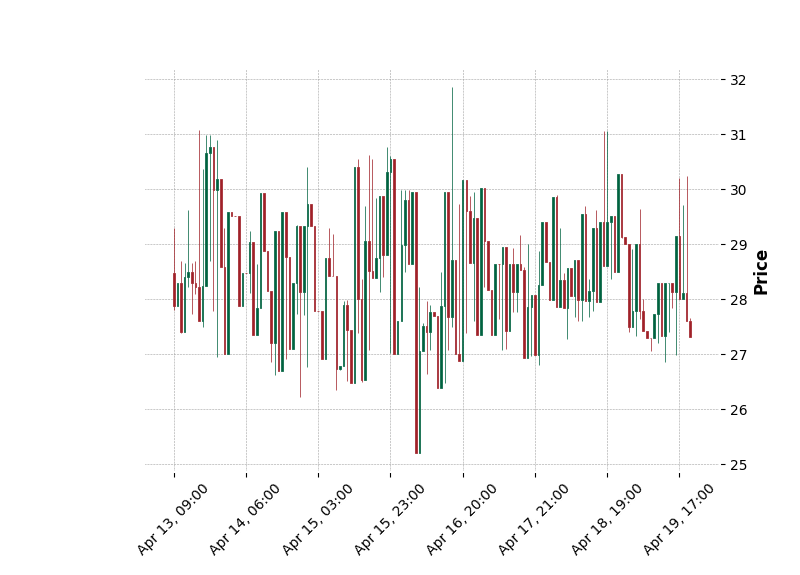 32
31
30
29
28
27
26
25
Price
Apr 13, 09:00
Apr 14, 06:00
Apr 15, 03:00
Apr 15, 23:00
Apr 16, 20:00
Apr 17, 21:00
Apr 18, 19:00
Apr 19, 17:00